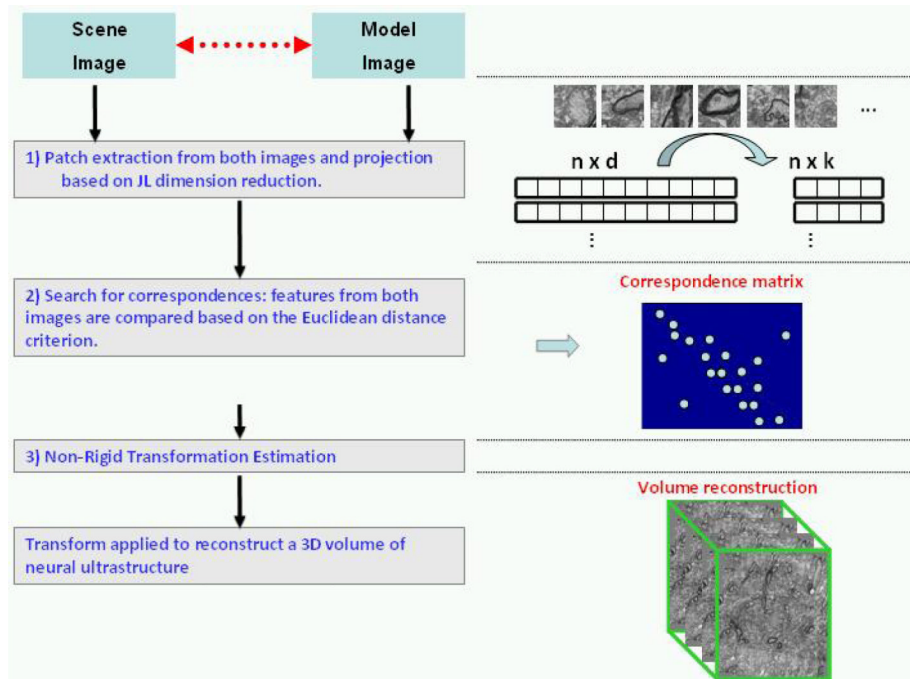 Scene
Image
Model
Image
1) Patch extraction from both images and projection
based on JL dimension reduction.
...
n x d
n x k
...
...
2) Search for correspondences: features from both
images are compared based on the Euclidean distance
criterion.
Correspondence matrix
3) Non-Rigid Transformation Estimation
Transform applied to reconstruct a 3D volume of
neural ultrastructure
Volume reconstruction